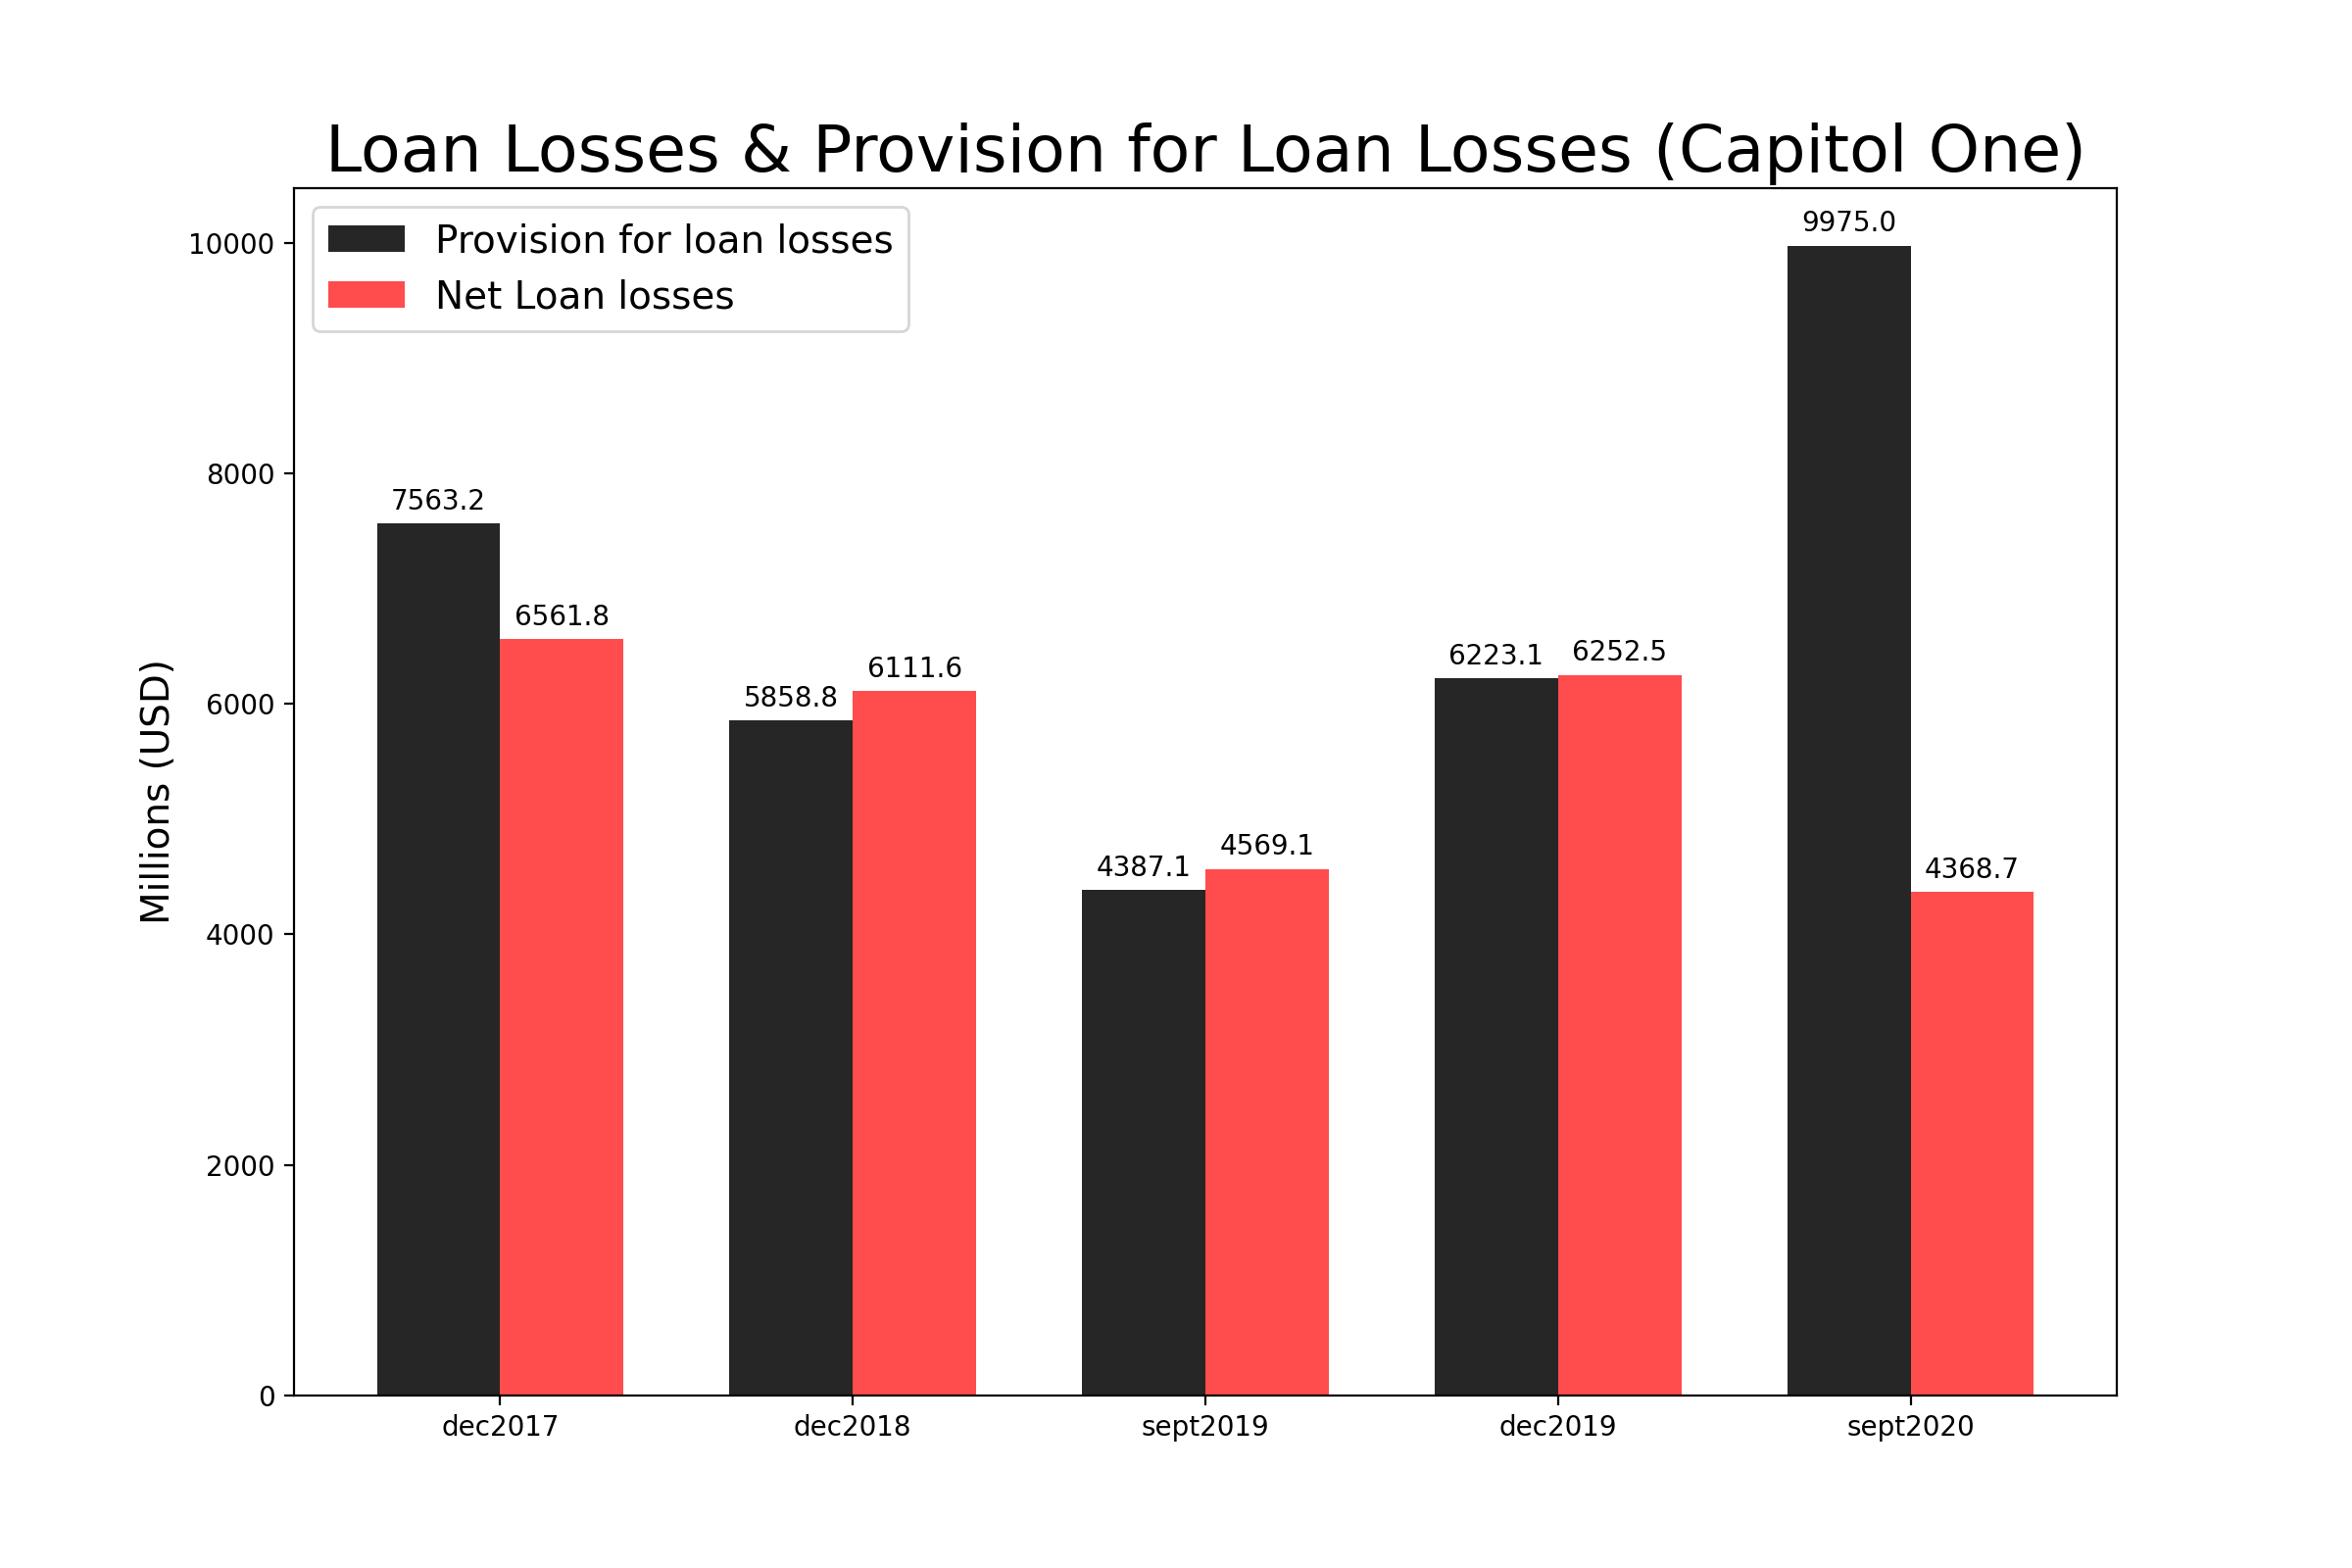 Loan Losses & Provision for Loan Losses (Capitol One)
Provision for loan losses
Net Loan losses
Millions (USD)
10000
8000
6000
4000
2000
0
7563.2
6561.8
5858.8
6111.6
4387.1
4569.1
6223.1
6252.5
9975.0
4368.7
dec2017
dec2018
sept2019
dec2019
sept2020